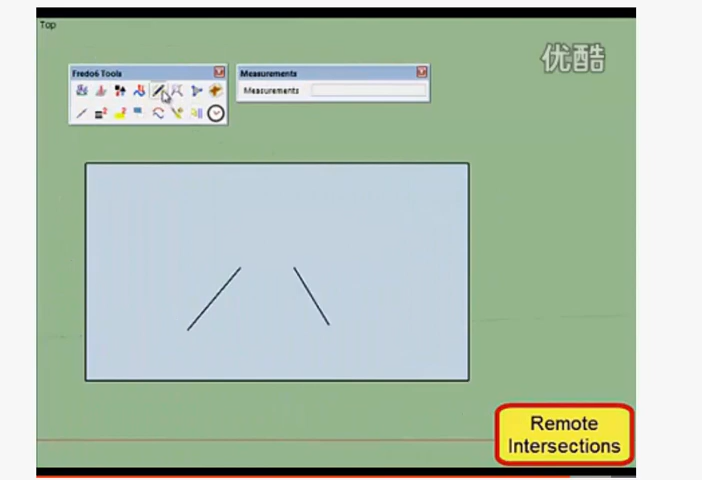 Top
优酷
Fredo6 Tools
Measurements
Measurements
Remote
Intersections